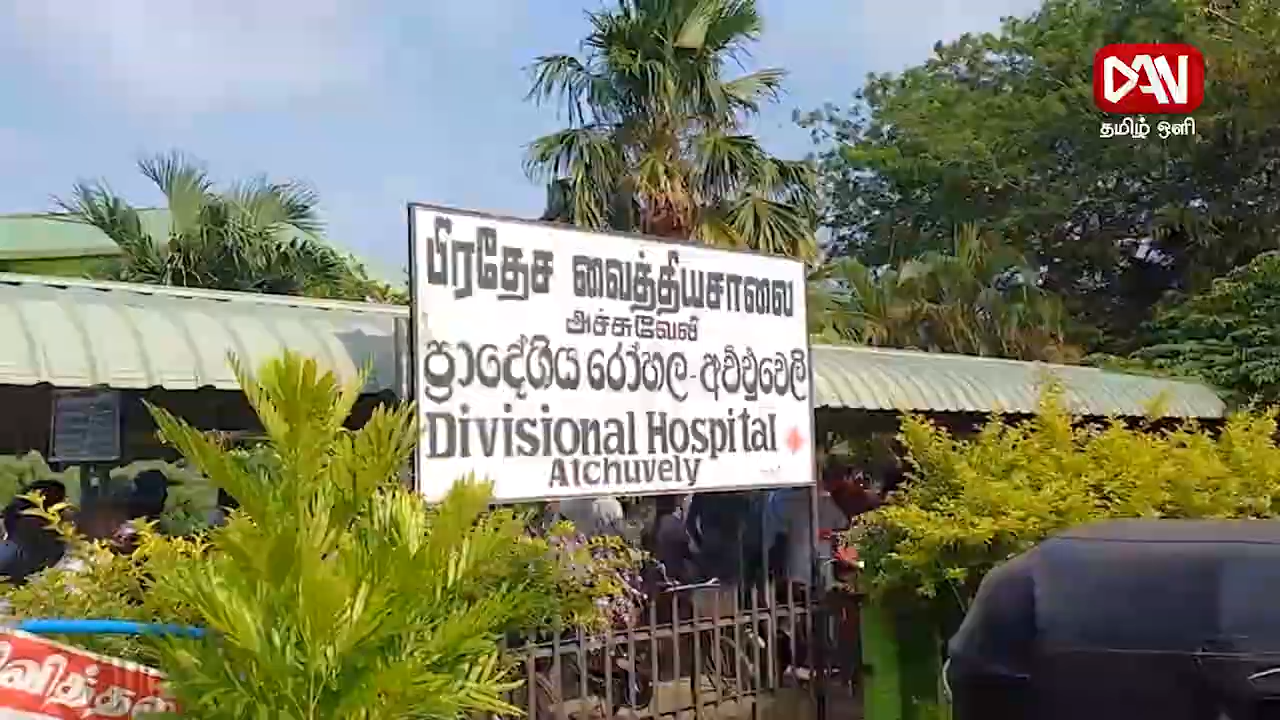 DAN
தமிழ் ஒளி
பிரதேச வைத்தியசாலை
அச்சுவேலி
ප්‍රාදේශිය රෝහල - අච්චුවෙලි
Divisional Hospital
Atchuvely